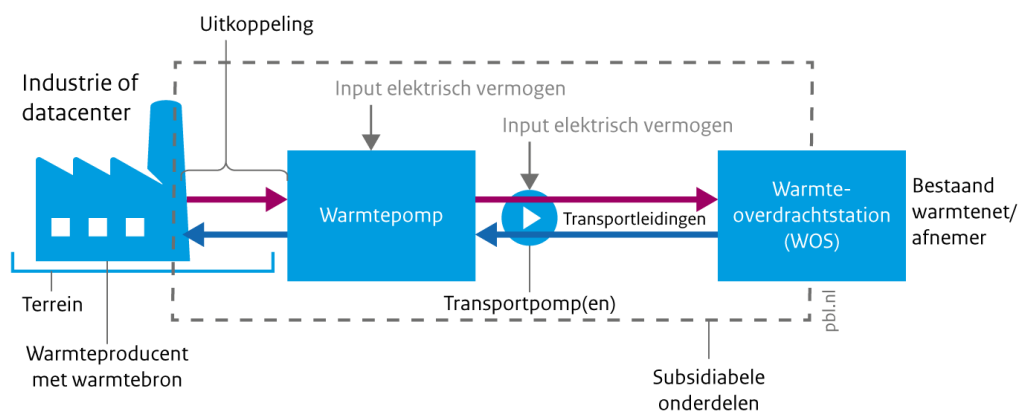 Uitkoppeling
Industrie of
datacenter
Input elektrisch vermogen
Input elektrisch vermogen
Warmtepomp
Transportleidingen
Warmte-
overdrachtstation
(WOS)
Bestaand
warmtenet/
afnemer
Terrein
Transportpomp(en)
pbl.nl
Warmteproducent
met warmtebron
Subsidiabele
onderdelen